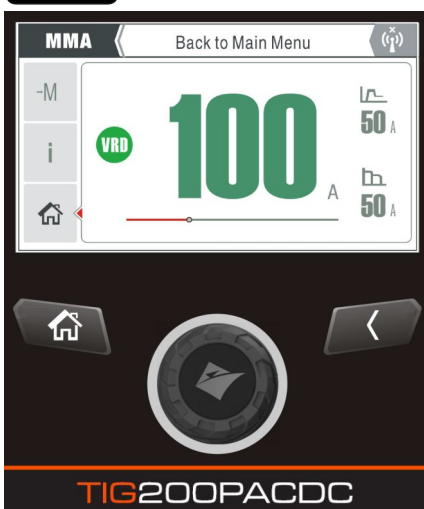 MMA
Back to Main Menu
-M
i
VRD
100 A
50 A
50 A
TIG200PACDC